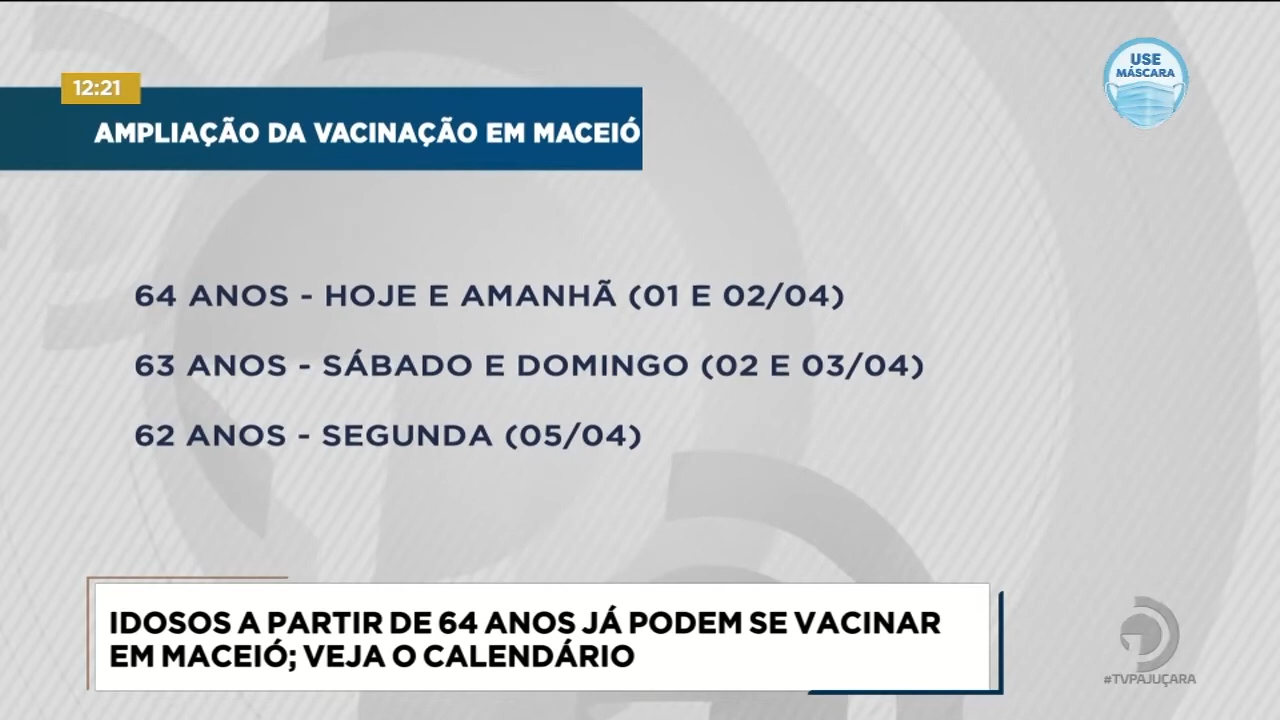 12:21
USE
MÁSCARA
AMPLIAÇÃO DA VACINAÇÃO EM MACEIÓ
64 ANOS - HOJE E AMANHÃ (01 E 02/04)
63 ANOS - SÁBADO E DOMINGO (02 E 03/04)
62 ANOS - SEGUNDA (05/04)
IDOSOS A PARTIR DE 64 ANOS JÁ PODEM SE VACINAR
EM MACEIÓ; VEJA O CALENDÁRIO
#TVPAJUÇARA